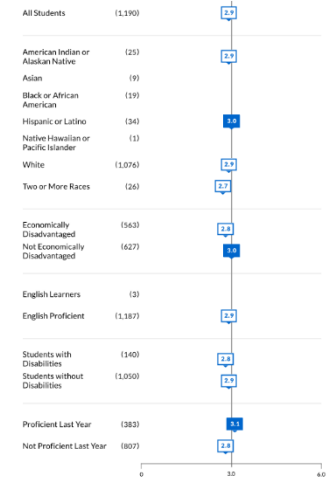 All Students (1,190) 2.9
American Indian or (25) 2.9
Alaskan Native
Asian (9)
Black or African (19)
American
Hispanic or Latino (34) 3.0
Native Hawaiian or (1)
Pacific Islander
White (1,076) 2.9
Two or More Races (26) 2.7
Economically (563) 2.8
Disadvantaged
Not Economically (627) 3.0
Disadvantaged
English Learners (3)
English Proficient (1,187) 2.9
Students with (140) 2.8
Disabilities
Students without (1,050) 2.9
Disabilities
Proficient Last Year (383) 3.1
Not Proficient Last Year (807) 2.8
0 3.0 6.0